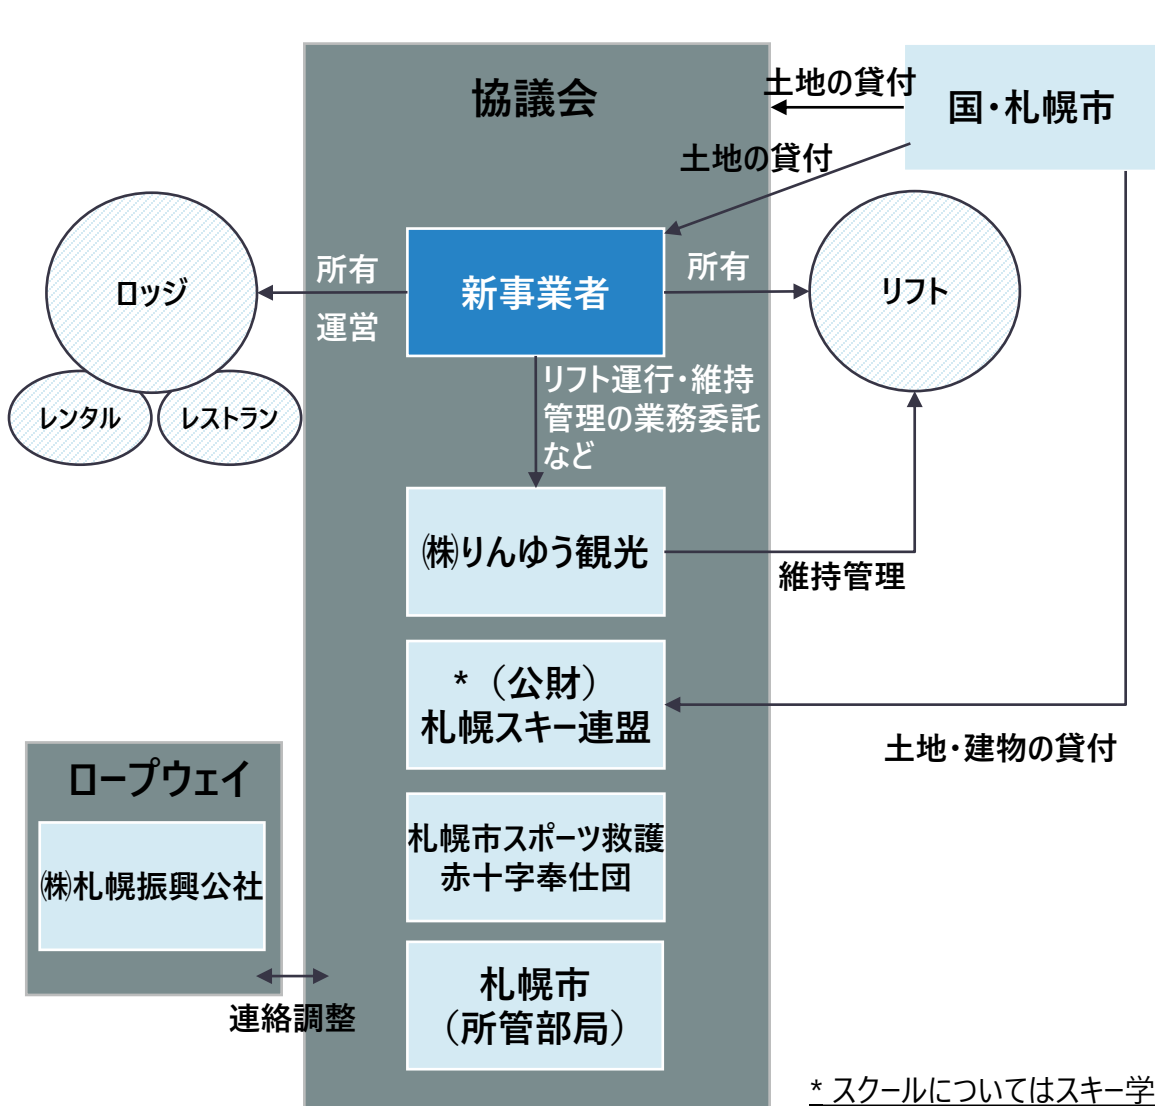 協議会
土地の貸付
国・札幌市
土地の貸付
ロッジ
所有
運営
新事業者
所有
リフト
レンタル
レストラン
リフト運行・維持
管理の業務委託
など
㈱りんゆう観光
維持管理
*（公財）
札幌スキー連盟
土地・建物の貸付
ロープウェイ
㈱札幌振興公社
札幌市スポーツ救護
赤十字奉仕団
連絡調整
札幌市
（所管部局）
* スクールについてはスキー学